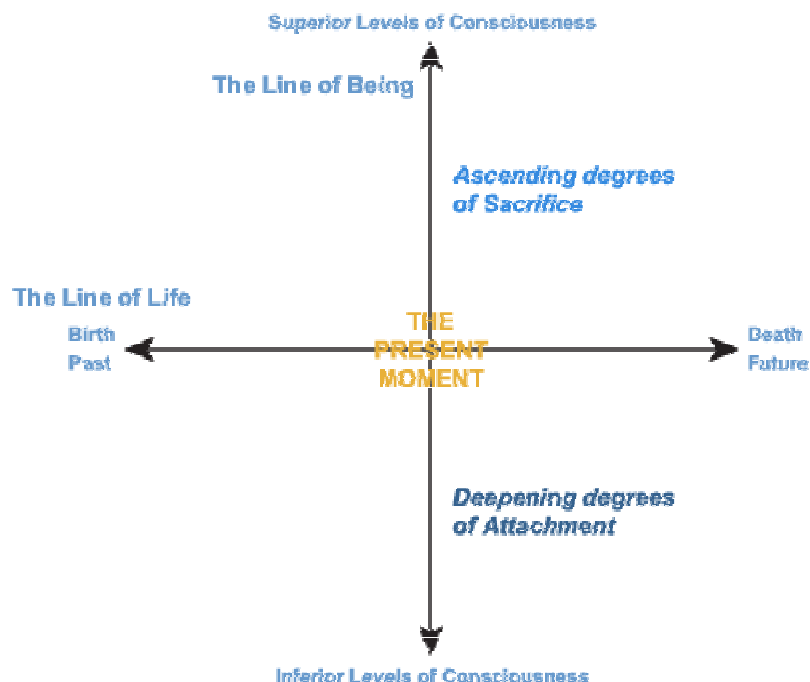 Superior Levels of Consciousness
The Line of Being
Ascending degrees
of Sacrifice
The Line of Life
Birth
Past
THE
PRESENT
MOMENT
Death
Future
Deepening degrees
of Attachment
Inferior Levels of Consciousness